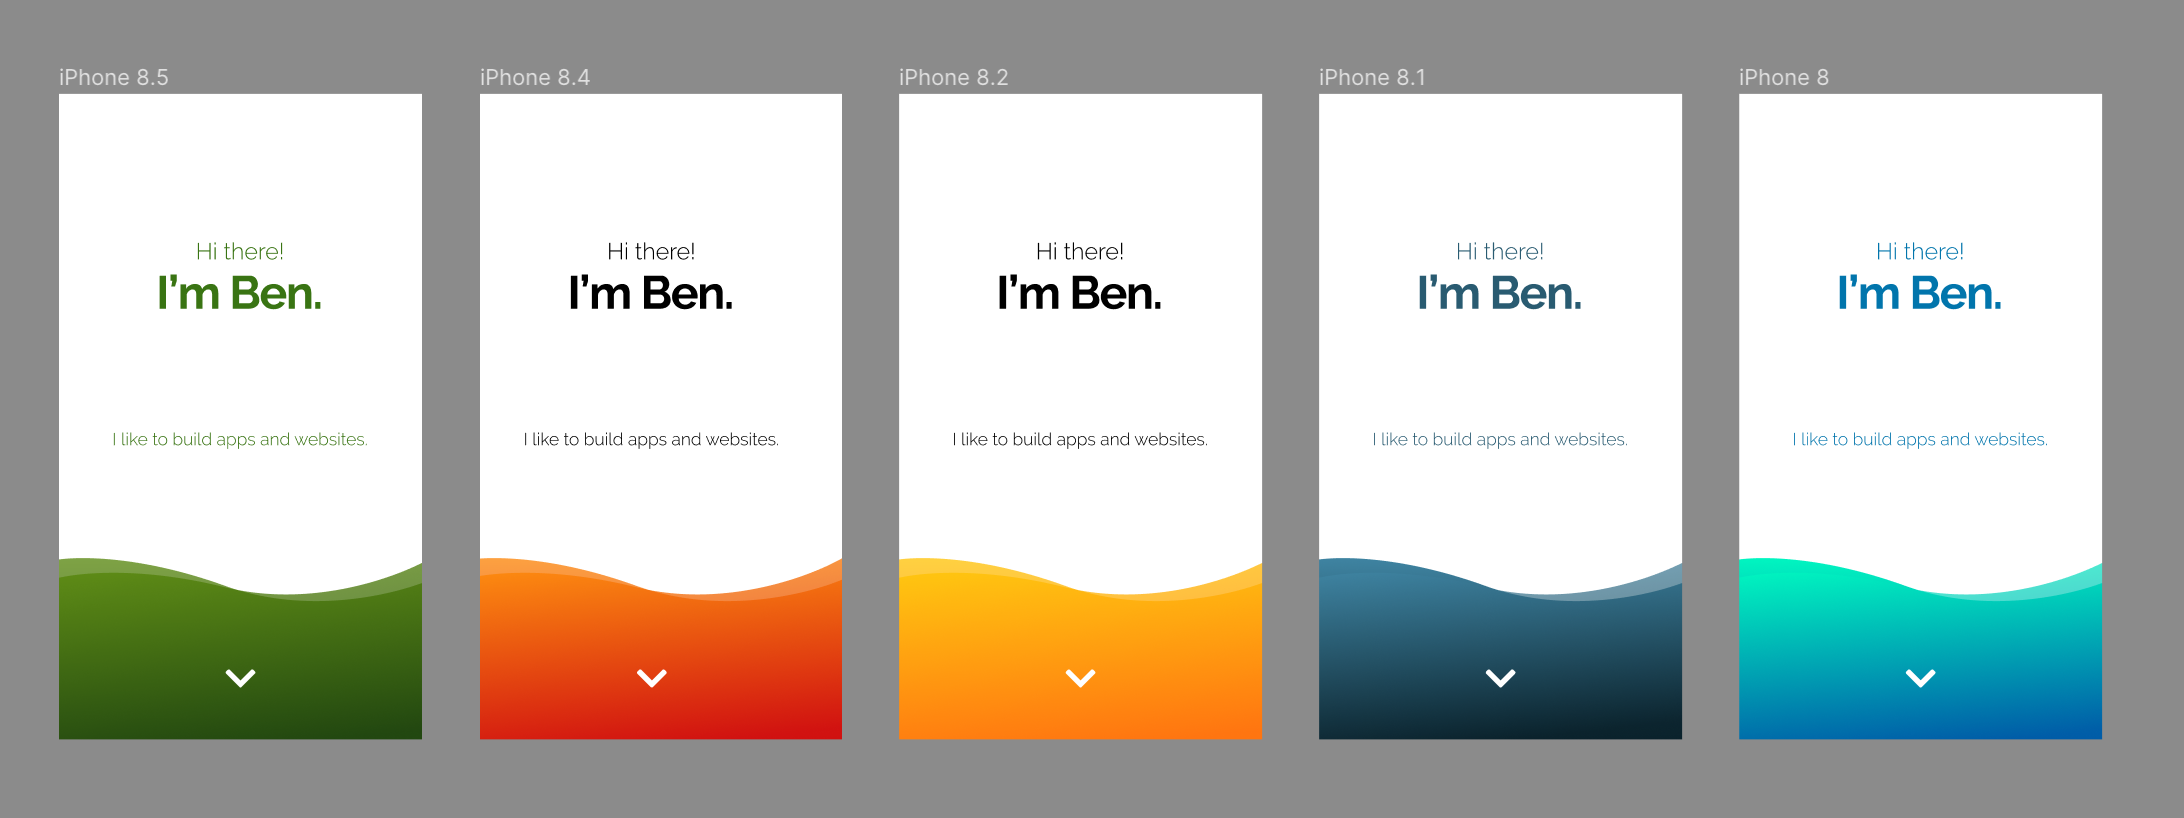 iPhone 8.5
Hi there!
I’m Ben.
I like to build apps and websites.
iPhone 8.4
Hi there!
I’m Ben.
I like to build apps and websites.
iPhone 8.2
Hi there!
I’m Ben.
I like to build apps and websites.
iPhone 8.1
Hi there!
I’m Ben.
I like to build apps and websites.
iPhone 8
Hi there!
I’m Ben.
I like to build apps and websites.